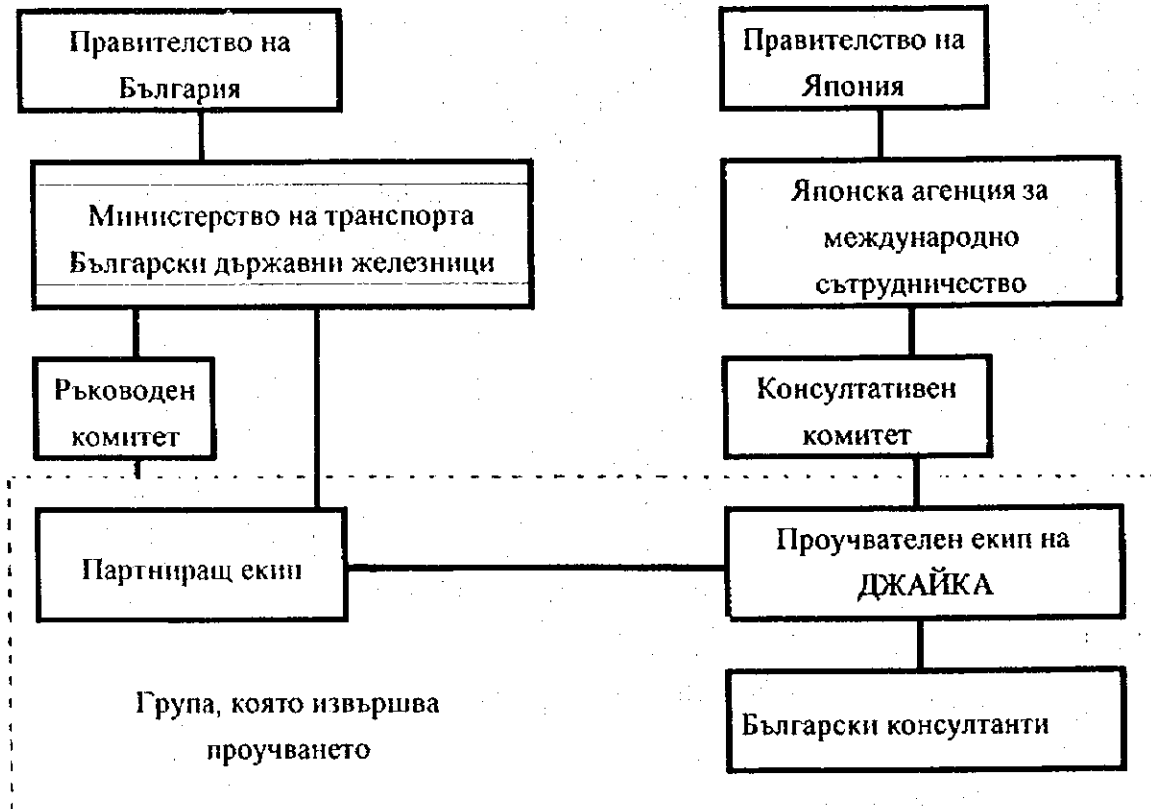 Правителство на
България
Правителство на
Япония
Министерство на транспорта
Български държавни железници
Японска агенция за
международно
сътрудничество
Ръководен
комитет
Консултативен
комитет
Партниращ екип
Проучвателен екип на
ДЖАЙКА
Група, която извършва
проучването
Български консултанти